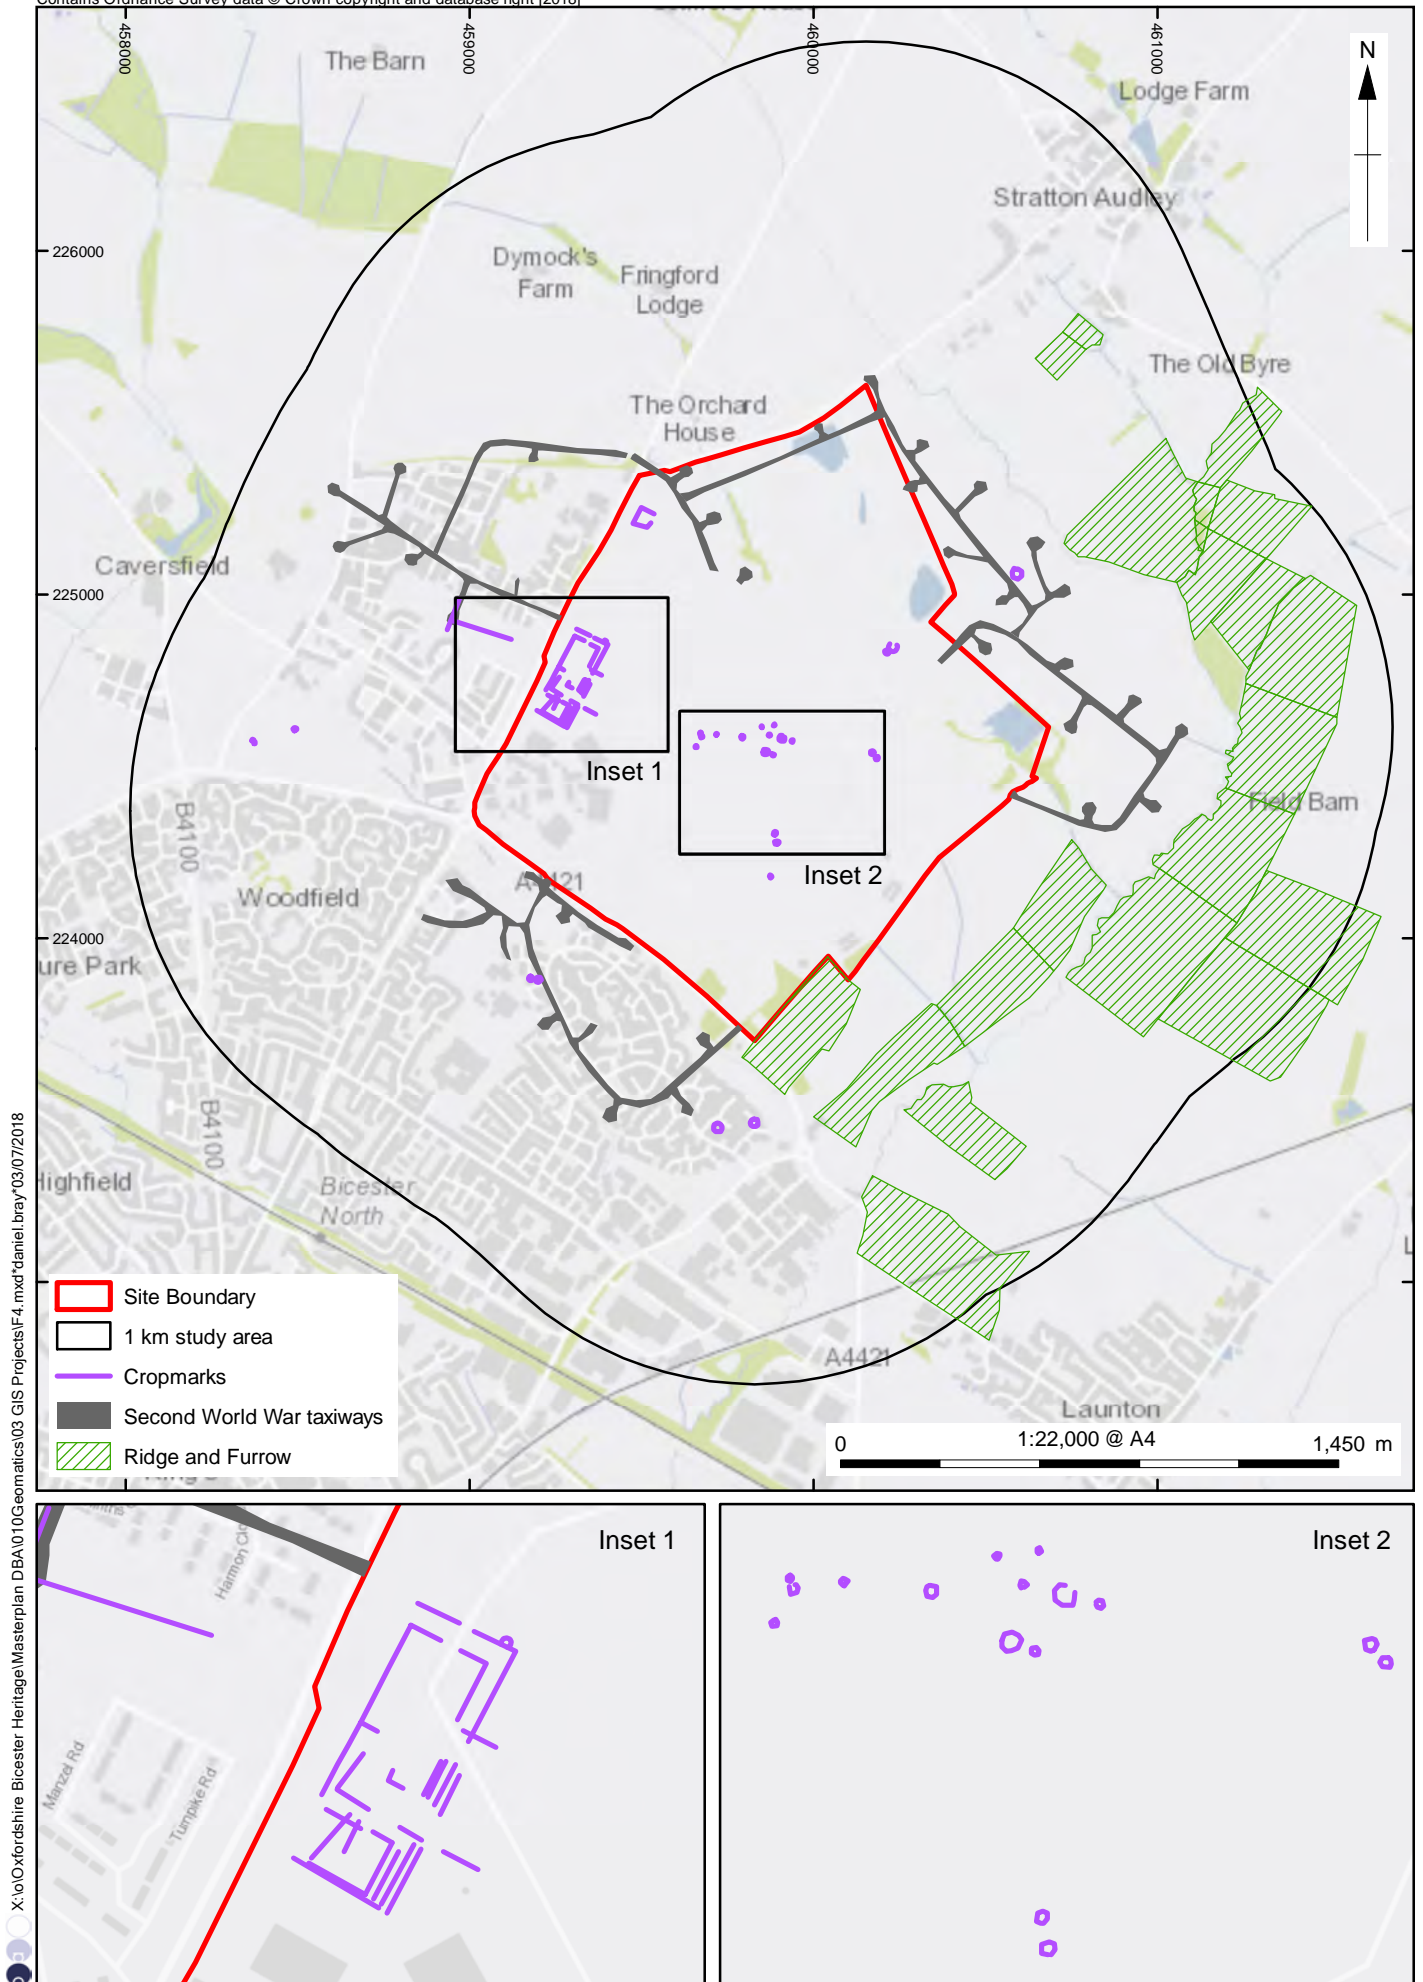 Contains Ordnance Survey data © Crown copyright and database right [2018]
458000
459000
460000
461000
N
The Barn
Lodge Farm
Stratton Audley
226000
Dymock's
Farm
Fringford
Lodge
The Old Byre
The Orchard
House
Caversfield
225000
Inset 1
Field Barn
B4100
Inset 2
A4421
Woodfield
224000
ure Park
B4100
Highfield
Bicester
North
Site Boundary
1 km study area
Cropmarks
Second World War taxiways
Ridge and Furrow
A4421
Launton
0
1:22,000 @ A4
1,450 m
X:\o\Oxfordshire Bicester Heritage\Masterplan DBA\010Geomatics\03 GIS Projects\F4.mxd*daniel.bray*03/07/2018
Inset 1
Harmon Clo
Manzel Rd
Turnpike Rd
Inset 2